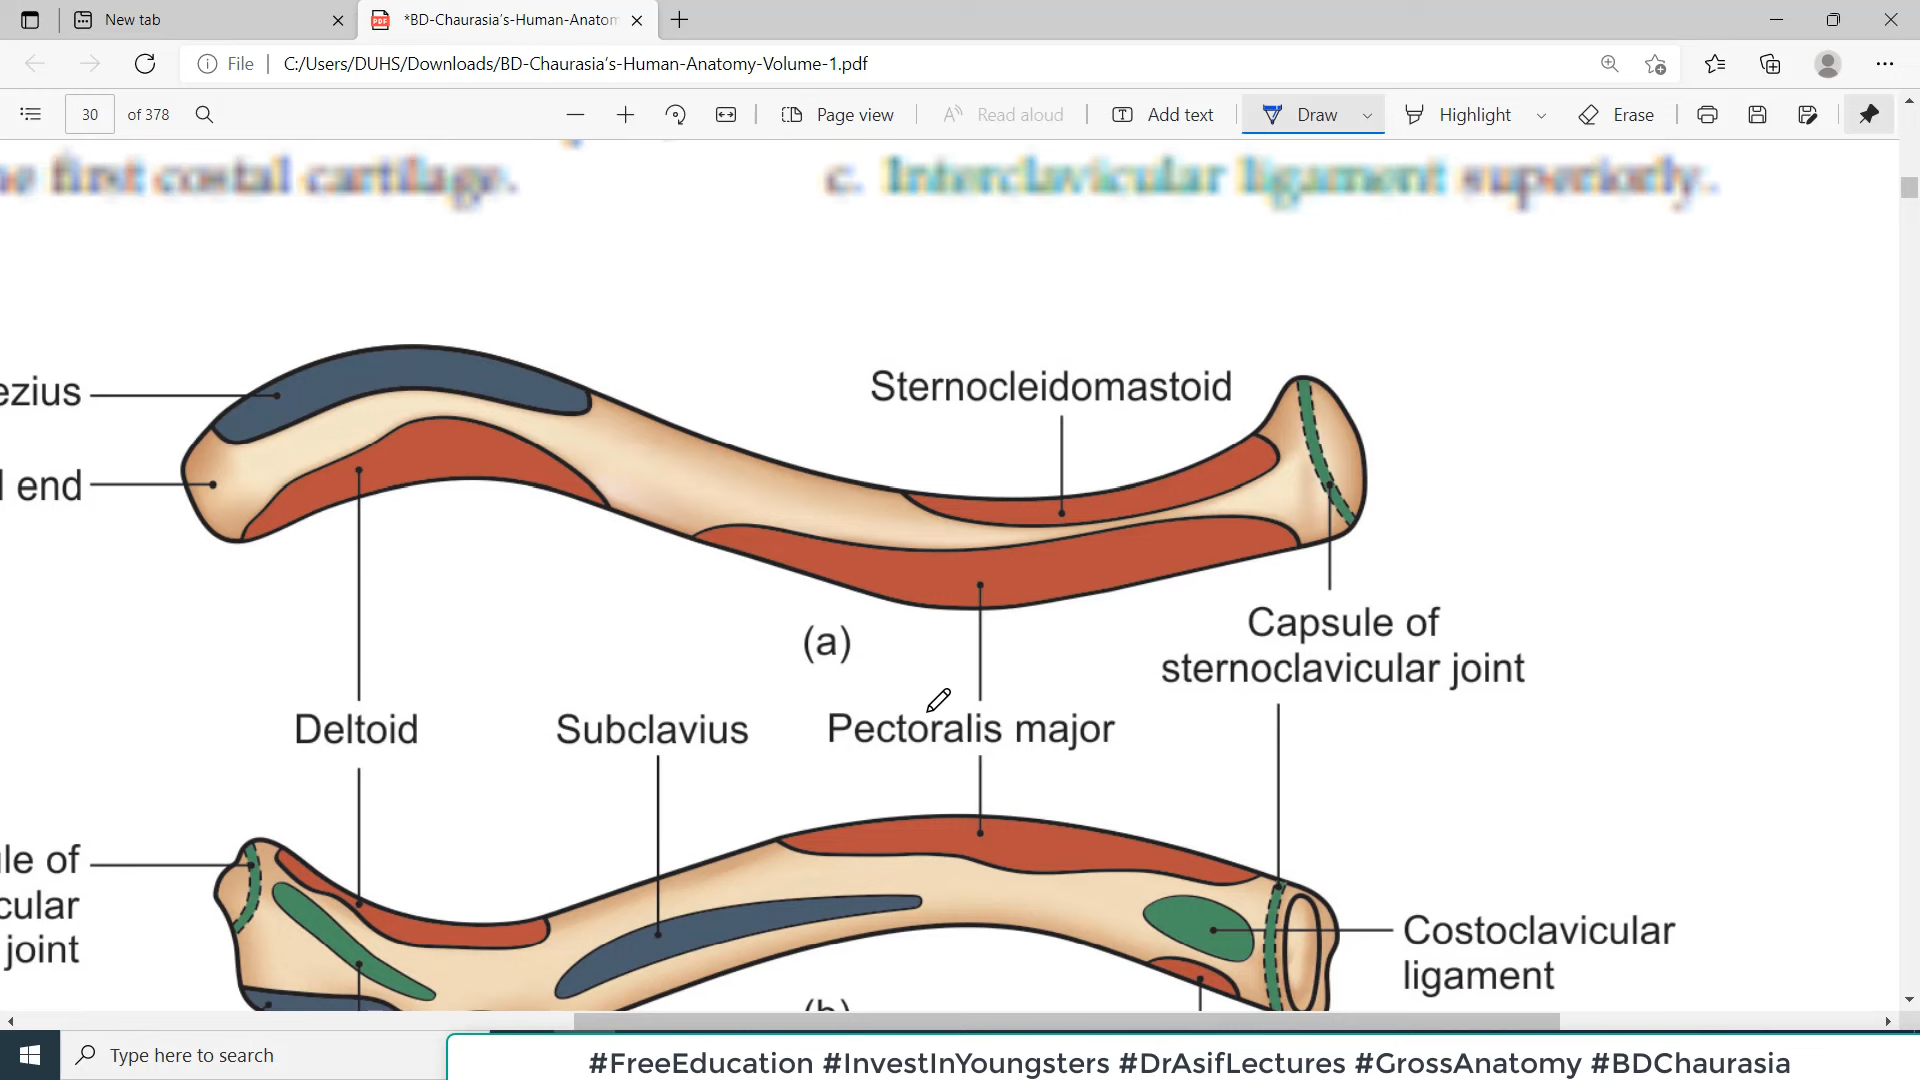 New tab
*BD-Chaurasia's-Human-Anatom
File
C:/Users/DUHS/Downloads/BD-Chaurasia's-Human-Anatomy-Volume-1.pdf
30 of 378
Page view
Read aloud
Add text
Draw
Highlight
Erase
first costal cartilage.
c. Interclavicular ligament superiorly.
Sternocleidomastoid
ezius
l end
Capsule of
sternoclavicular joint
(a)
Deltoid
Subclavius
Pectoralis major
le of
cular
joint
Costoclavicular
ligament
Type here to search
#FreeEducation #InvestInYoungsters #DrAsifLectures #GrossAnatomy #BDChaurasia